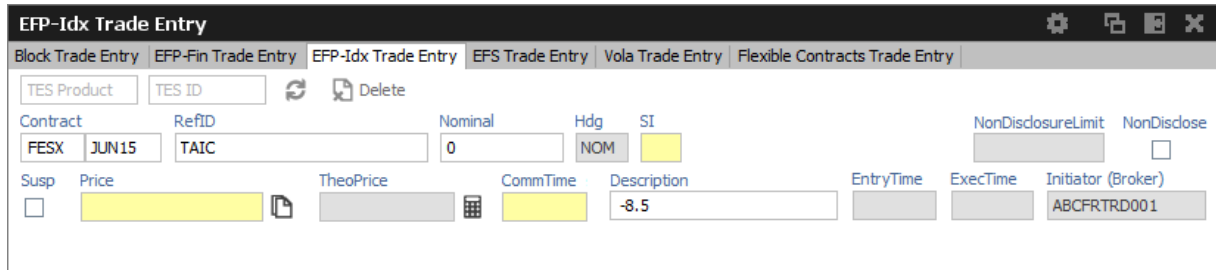 EFP-Idx Trade Entry
Block Trade Entry EFP-Fin Trade Entry EFP-Idx Trade Entry EFS Trade Entry Vola Trade Entry Flexible Contracts Trade Entry
TES Product TES ID Delete
Contract RefID Nominal Hdg SI NonDisclosureLimit NonDisclose
FESX JUN15 TAIC 0 NOM
Susp Price TheoPrice CommTime Description EntryTime ExecTime Initiator (Broker)
-8.5 ABCFRTRD001